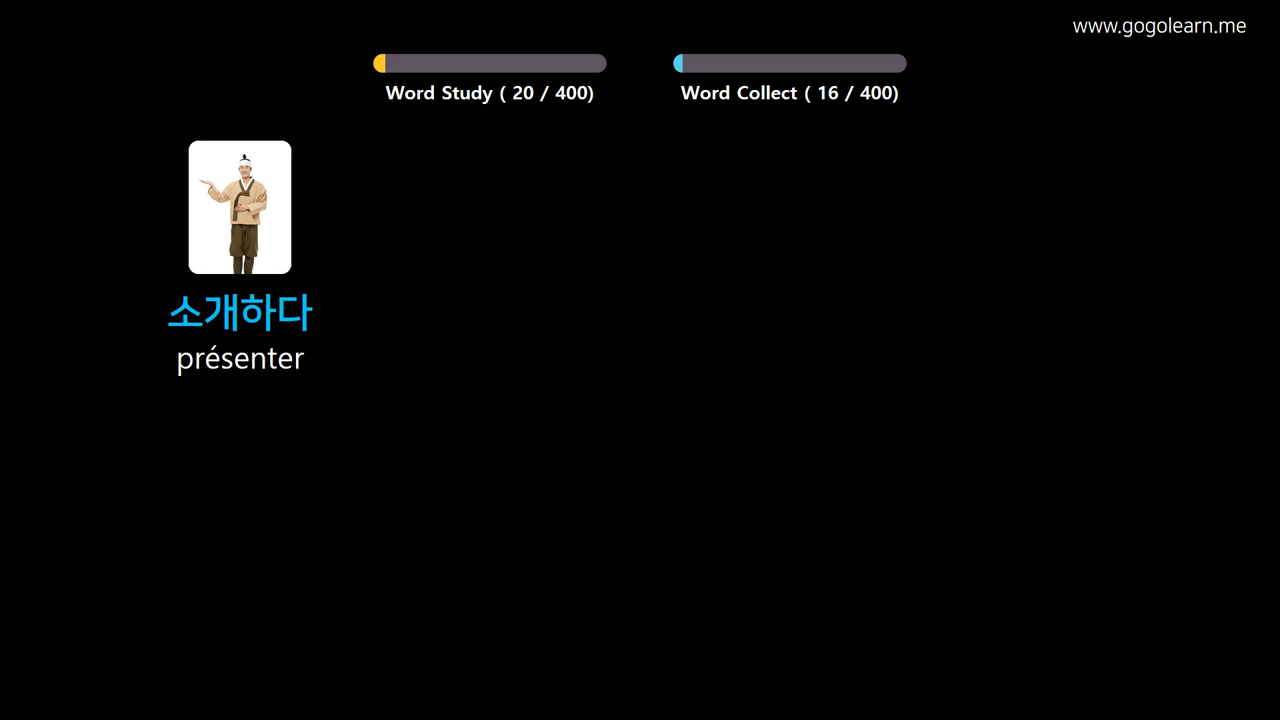 www.gogolearn.me
Word Study ( 20 / 400)
Word Collect ( 16 / 400)
소개하다
présenter